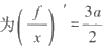 为(f/x)′ = 3a/2